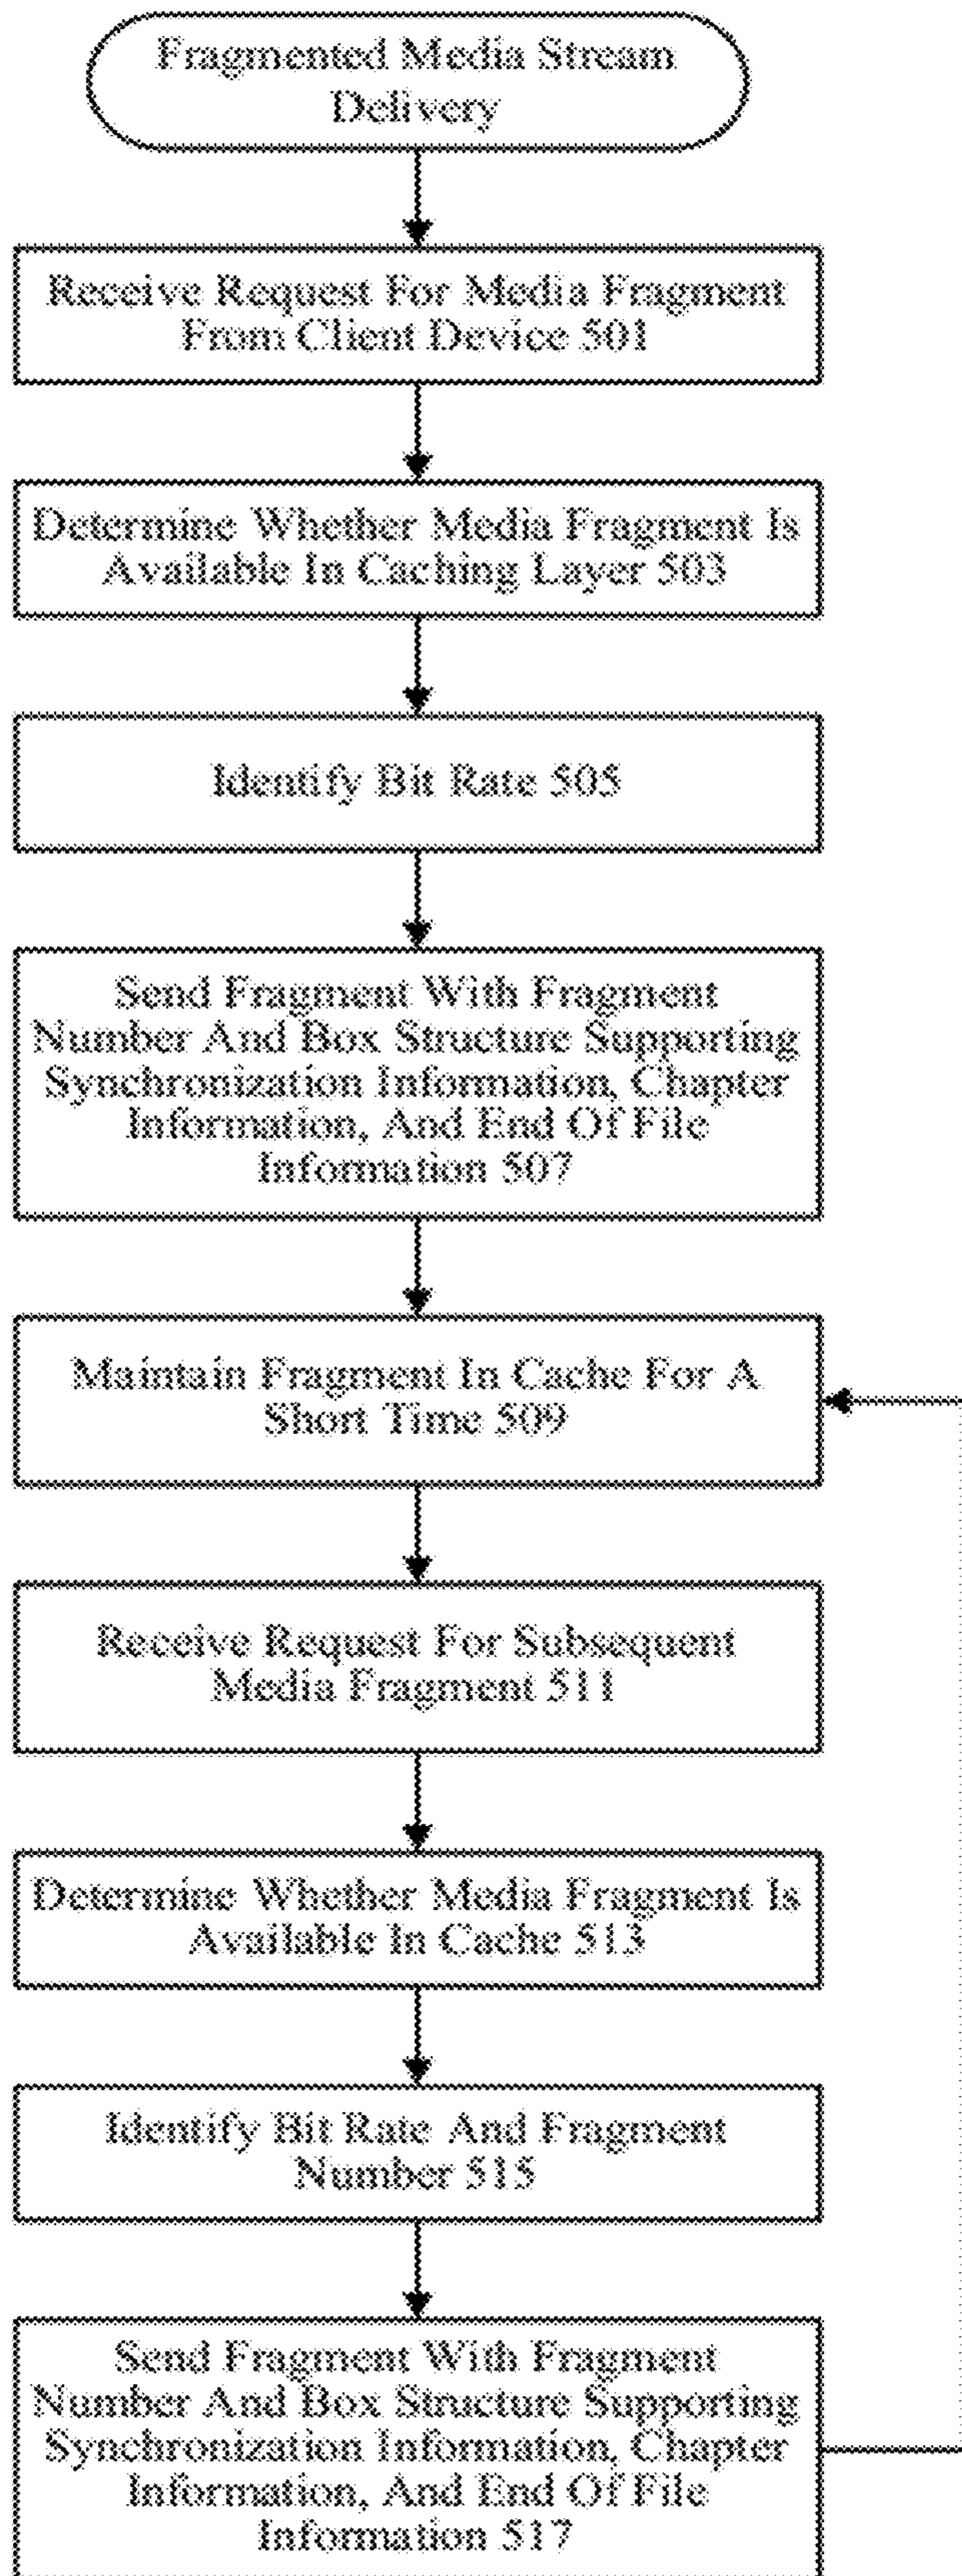 Fragmented Media Stream
Delivery
Receive Request For Media Fragment
From Client Device 501
Determine Whether Media Fragment Is
Available In Caching Layer 503
Identify Bit Rate 505
Send Fragment With Fragment
Number And Box Structure Supporting
Synchronization Information, Chapter
Information, And End Of File
Information 507
Maintain Fragment In Cache For A
Short Time 509
Receive Request For Subsequent
Media Fragment 511
Determine Whether Media Fragment Is
Available In Cache 513
Identify Bit Rate And Fragment
Number 515
Send Fragment With Fragment
Number And Box Structure Supporting
Synchronization Information, Chapter
Information, And End Of File
Information 517